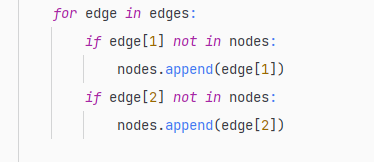 for edge in edges:
    if edge[1] not in nodes:
        nodes.append(edge[1])
    if edge[2] not in nodes:
        nodes.append(edge[2])